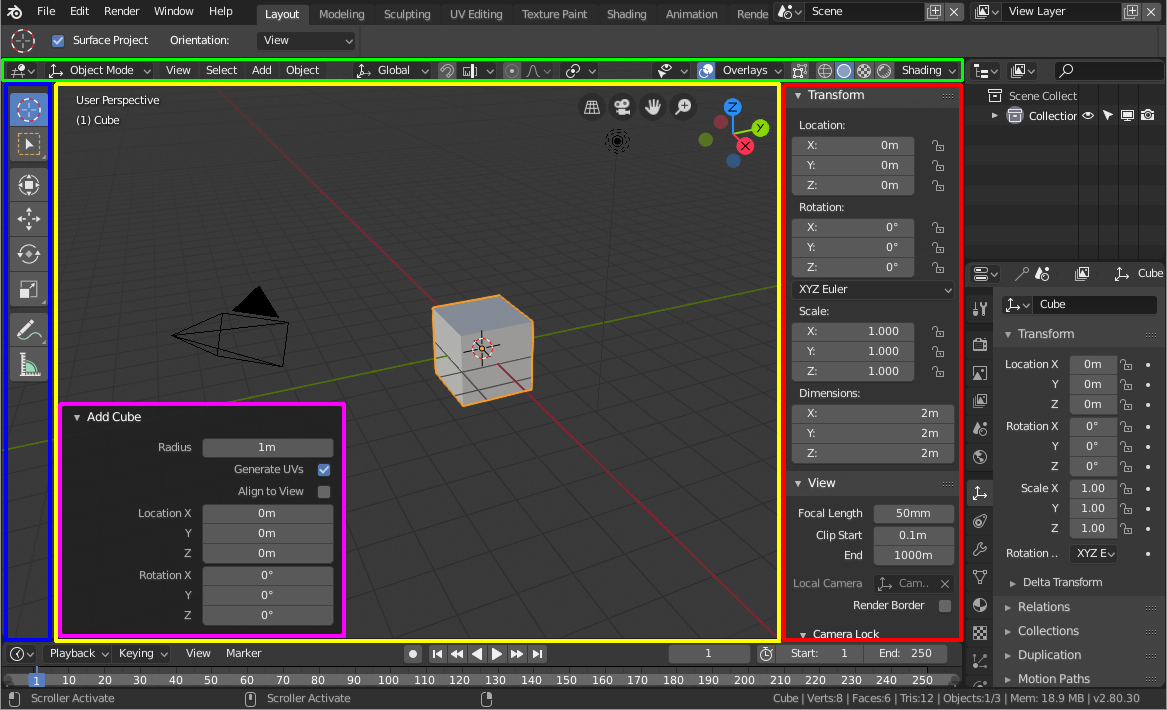 File Edit Render Window Help Layout Modeling Sculpting UV Editing Texture Paint Shading Animation Rende Scene View Layer
Surface Project Orientation: View
Object Mode View Select Add Object Global Overlays Shading
User Perspective
(1) Cube
Z
Y
X
Transform
Location:
X: 0m
Y: 0m
Z: 0m
Rotation:
X: 0°
Y: 0°
Z: 0°
XYZ Euler
Scale:
X: 1.000
Y: 1.000
Z: 1.000
Dimensions:
X: 2m
Y: 2m
Z: 2m
View
Focal Length 50mm
Clip Start 0.1m
End 1000m
Local Camera Cam..
Render Border
Camera Lock
Add Cube
Radius 1m
Generate UVs
Align to View
Location X 0m
Y 0m
Z 0m
Rotation X 0°
Y 0°
Z 0°
Scene Collect
Collection
Cube
Cube
Transform
Location X 0m
Y 0m
Z 0m
Rotation X 0°
Y 0°
Z 0°
Scale X 1.00
Y 1.00
Z 1.00
Rotation .. XYZ E
Delta Transform
Relations
Collections
Duplication
Motion Paths
Playback Keying View Marker 1 Start: 1 End: 250
1 10 20 30 40 50 60 70 80 90 100 110 120 130 140 150 160 170 180 190 200 210 220 230 240 250
Scroller Activate Scroller Activate Cube | Verts:8 | Faces:6 | Tris:12 | Objects:1/3 | Mem: 18.9 MB | v2.80.30